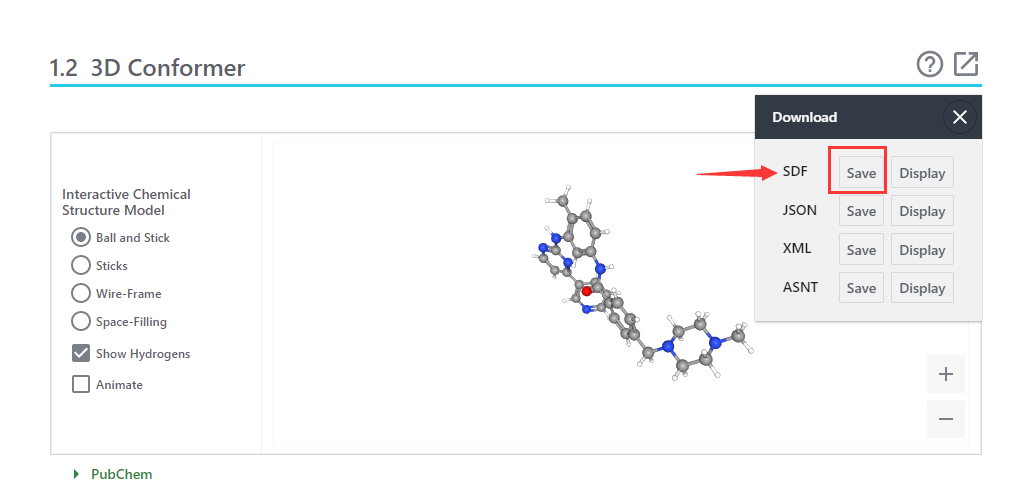 1.2 3D Conformer
Download
SDF Save Display
JSON Save Display
XML Save Display
ASNT Save Display
Interactive Chemical
Structure Model
Ball and Stick
Sticks
Wire-Frame
Space-Filling
Show Hydrogens
Animate
PubChem